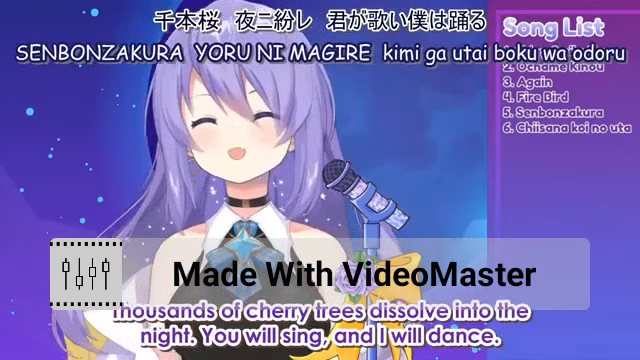 千本桜 夜ニ紛レ 君が歌い僕は踊る
SENBONZAKURA YORU NI MAGIRE kimi ga utai boku wa odoru
Song List
2. Ochame kinou
3. Again
4. Fire Bird
5. Senbonzakura
6. Chiisana koi no uta
Made With VideoMaster
Thousands of cherry trees dissolve into the
night. You will sing, and I will dance.